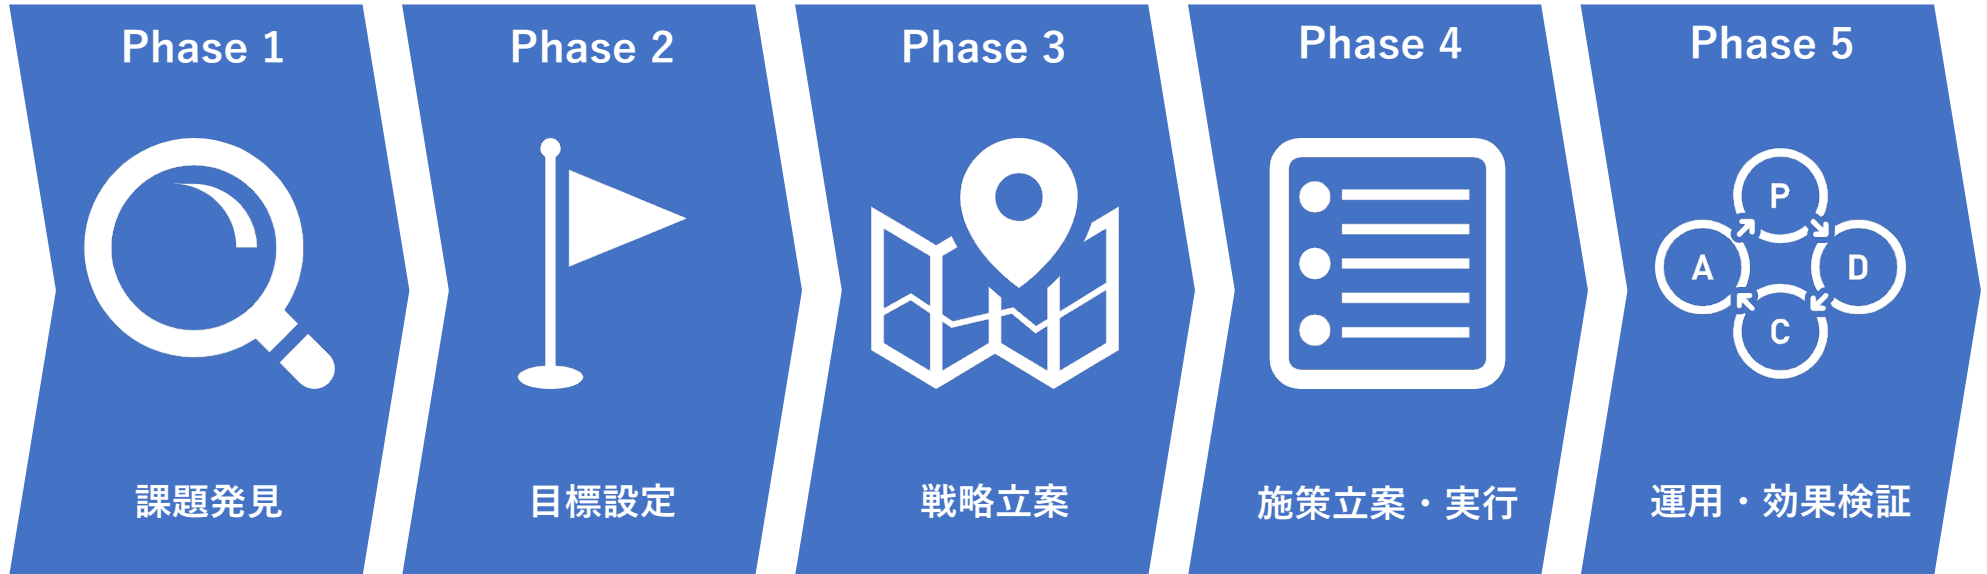 Phase 1
課題発見
Phase 2
目標設定
Phase 3
戦略立案
Phase 4
施策立案・実行
Phase 5
P
D
C
A
運用・効果検証